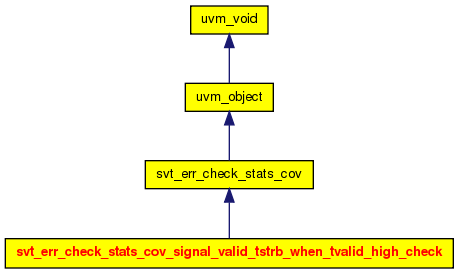 uvm_void
uvm_object
svt_err_check_stats_cov
svt_err_check_stats_cov_signal_valid_tstrb_when_tvalid_high_check